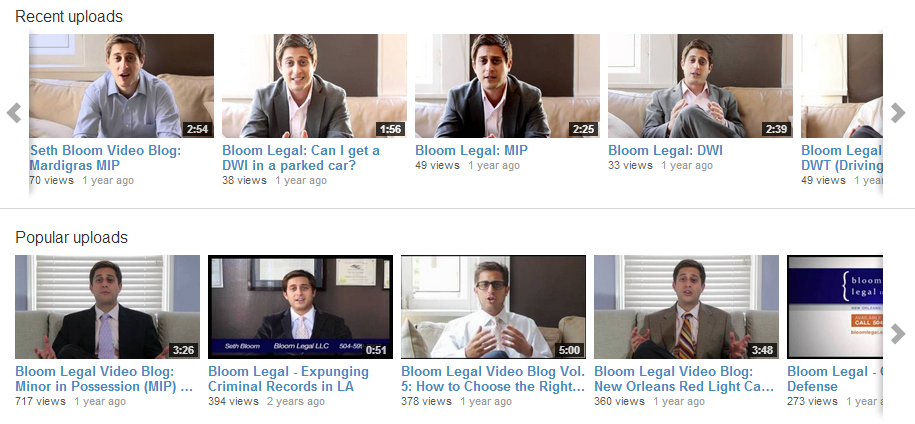 Recent uploads
2:54
1:56
2:25
2:39
Seth Bloom Video Blog:
Mardigras MIP
70 views 1 year ago
Bloom Legal: Can I get a
DWI in a parked car?
38 views 1 year ago
Bloom Legal: MIP
49 views 1 year ago
Bloom Legal: DWI
33 views 1 year ago
Bloom Legal
DWT (Driving
49 views 1 year
Popular uploads
3:26
Seth Bloom Bloom Legal LLC 504-599
0:51
5:00
3:48
{ bloom
legal
NEW ORLEANS
AVAILABLE
CALL 504-
bloomlegal.c
Bloom Legal Video Blog:
Minor in Possession (MIP) ...
717 views 1 year ago
Bloom Legal - Expunging
Criminal Records in LA
394 views 2 years ago
Bloom Legal Video Blog Vol.
5: How to Choose the Right...
378 views 1 year ago
Bloom Legal Video Blog:
New Orleans Red Light Ca...
360 views 1 year ago
Bloom Legal -
Defense
273 views 1 year a